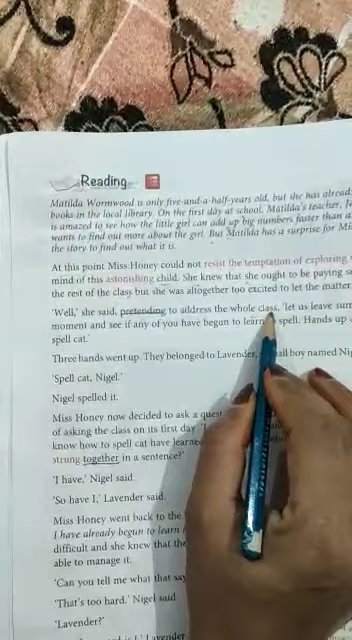 Reading
Matilda Wormwood is only five-and-a-half-years old, but she has alread
books in the local library. On the first day at school, Matilda's teacher,
is amazed to see how the little girl can add up big numbers faster than a
wants to find out more about the girl. But Matilda has a surprise for Mi
the story to find out what it is.
At this point Miss Honey could not resist the temptation of exploring
mind of this astonishing child. She knew that she ought to be paying so
the rest of the class but she was altogether too excited to let the matter
'Well,' she said, pretending to address the whole class, 'let us leave sum
moment and see if any of you have begun to learn spell. Hands up
spell cat.'
Three hands went up. They belonged to Lavender, all boy named Nig
'Spell cat, Nigel.'
Nigel spelled it.
Miss Honey now decided to ask a quest
of asking the class on its first day. 'I
know how to spell cat have learne
strung together in a sentence?'
'I have,' Nigel said.
'So have I,' Lavender said.
Miss Honey went back to the
I have already begun to learn
difficult and she knew that the
able to manage it.
'Can you tell me what that say
'That's too hard,' Nigel said
'Lavender?'
Lavender